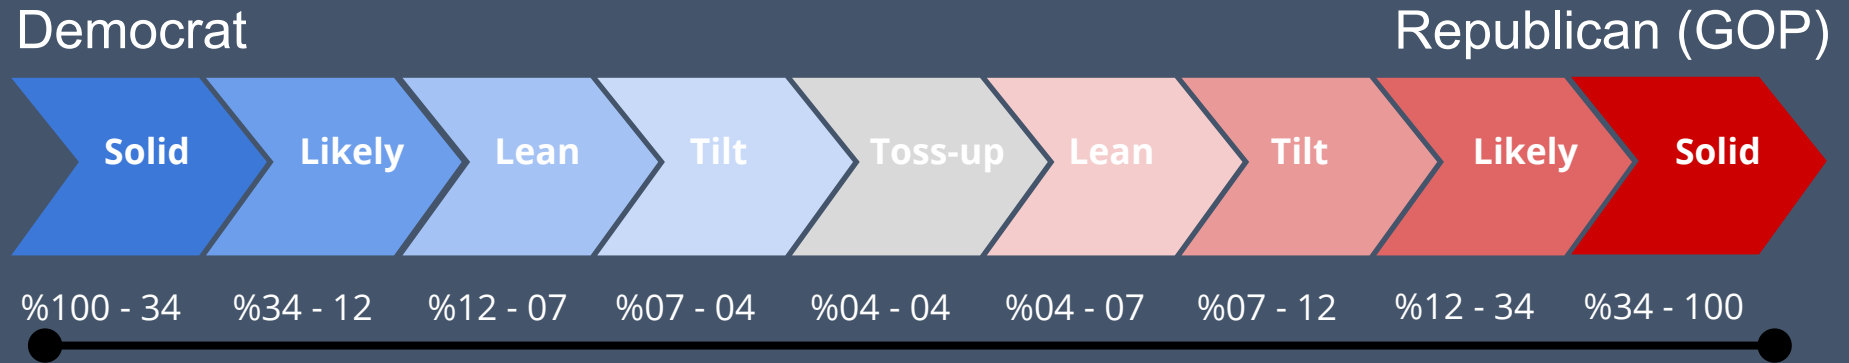 Democrat
Republican (GOP)
Solid
Likely
Lean
Tilt
Toss-up
Lean
Tilt
Likely
Solid
%100 - 34
%34 - 12
%12 - 07
%07 - 04
%04 - 04
%04 - 07
%07 - 12
%12 - 34
%34 - 100